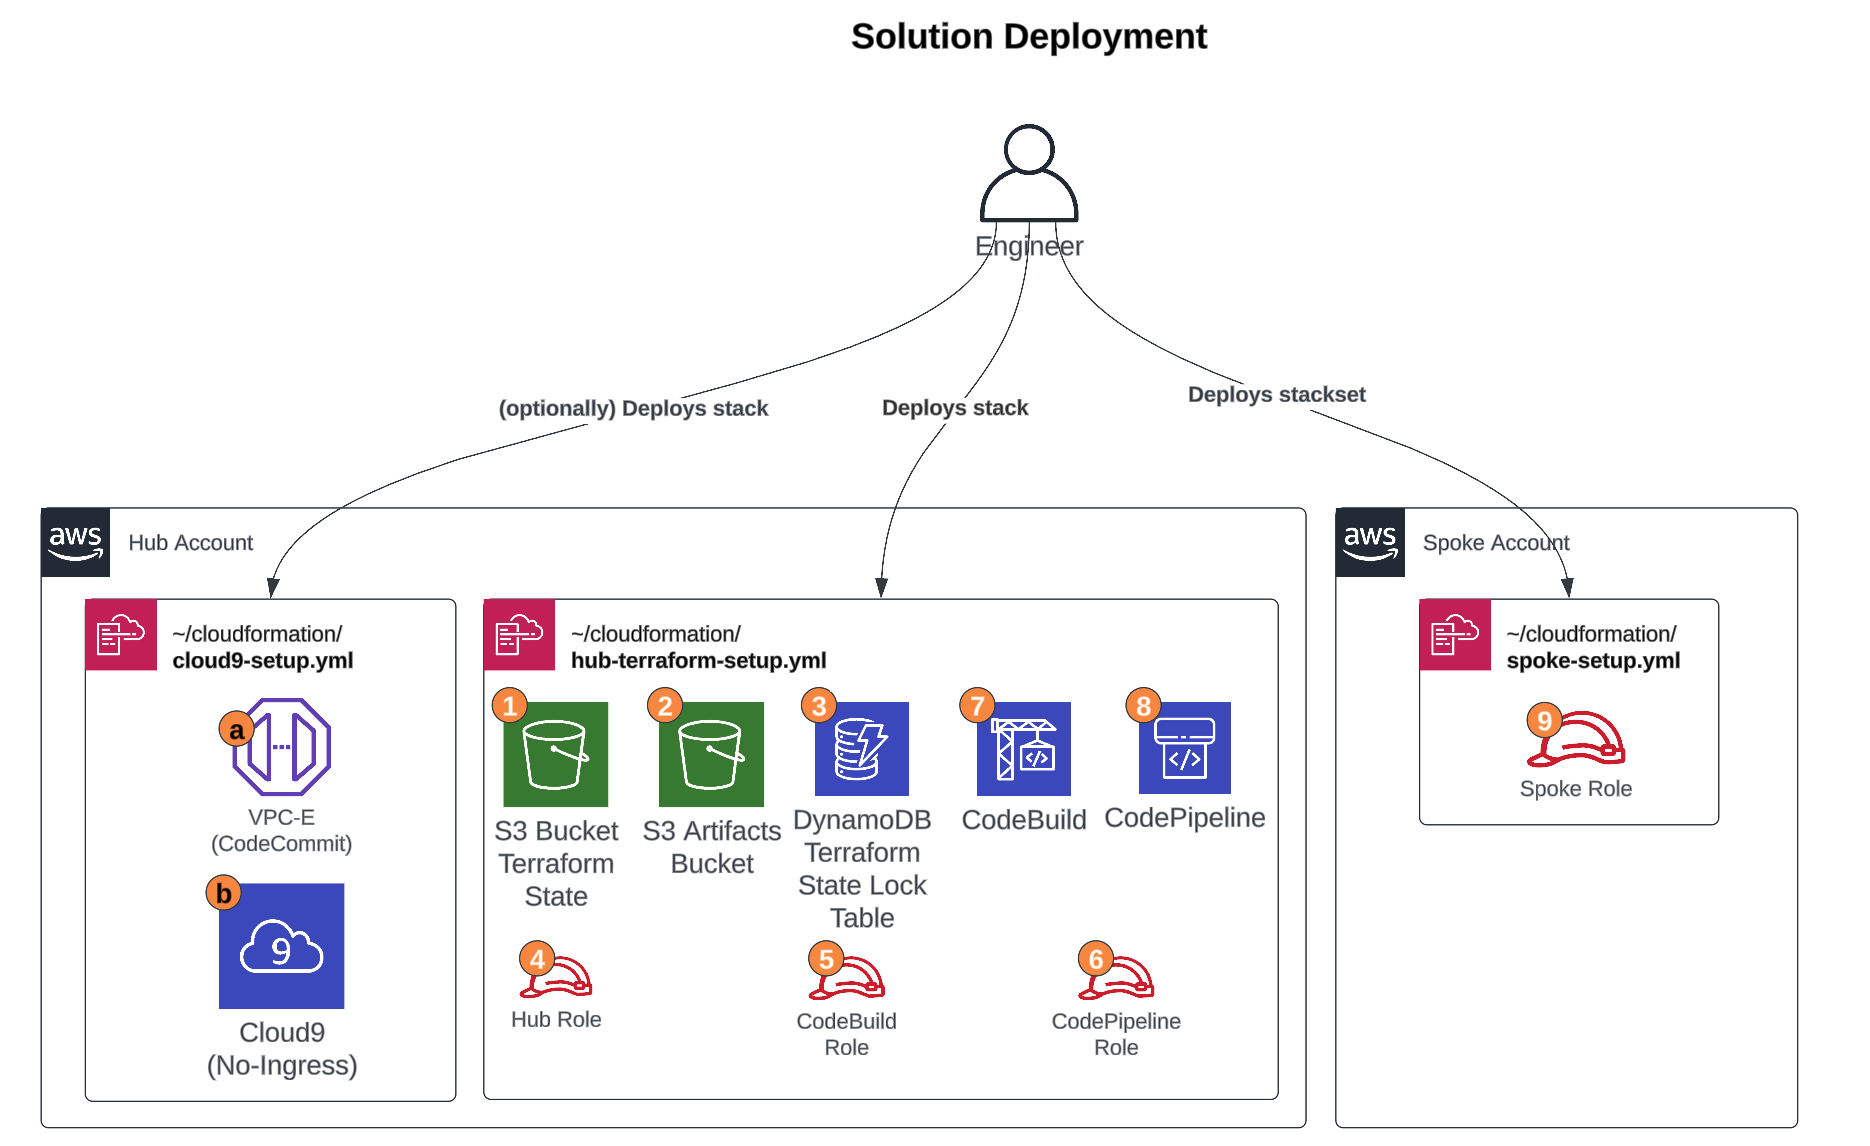 Solution Deployment
Engineer
(optionally) Deploys stack
Deploys stack
Deploys stackset
aws
Hub Account
~/cloudformation/
cloud9-setup.yml
a
VPC-E
(CodeCommit)
b
9
Cloud9
(No-Ingress)
~/cloudformation/
hub-terraform-setup.yml
1
S3 Bucket
Terraform
State
2
S3 Artifacts
Bucket
3
DynamoDB
Terraform
State Lock
Table
7
</>
CodeBuild
8
</>
CodePipeline
4
Hub Role
5
CodeBuild
Role
6
CodePipeline
Role
aws
Spoke Account
~/cloudformation/
spoke-setup.yml
9
Spoke Role